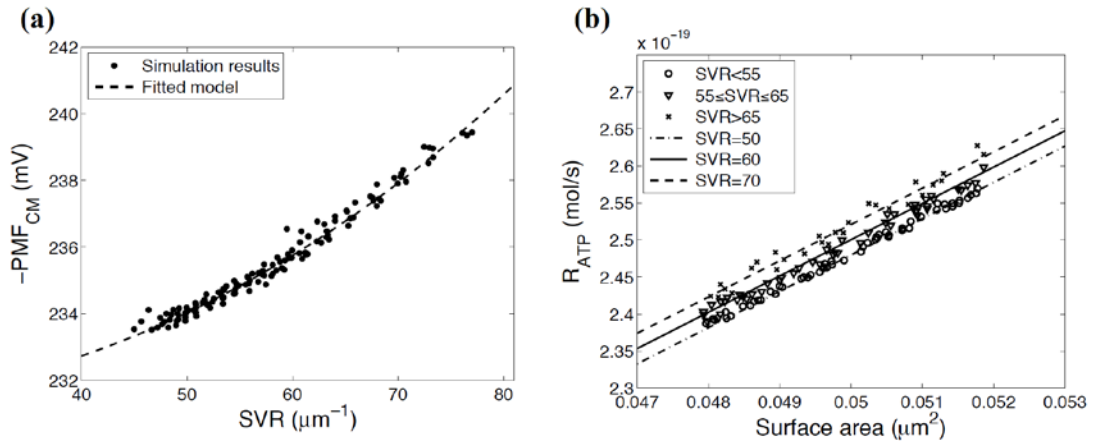 (a)
242
240
238
236
234
232
−PMF_CM (mV)
Simulation results
Fitted model
40 50 60 70 80
SVR (μm⁻¹)
(b)
x 10⁻¹⁹
2.7
2.65
2.6
2.55
2.5
2.45
2.4
2.35
2.3
R_ATP (mol/s)
SVR<55
55≤SVR≤65
SVR>65
SVR=50
SVR=60
SVR=70
0.047 0.048 0.049 0.05 0.051 0.052 0.053
Surface area (μm²)